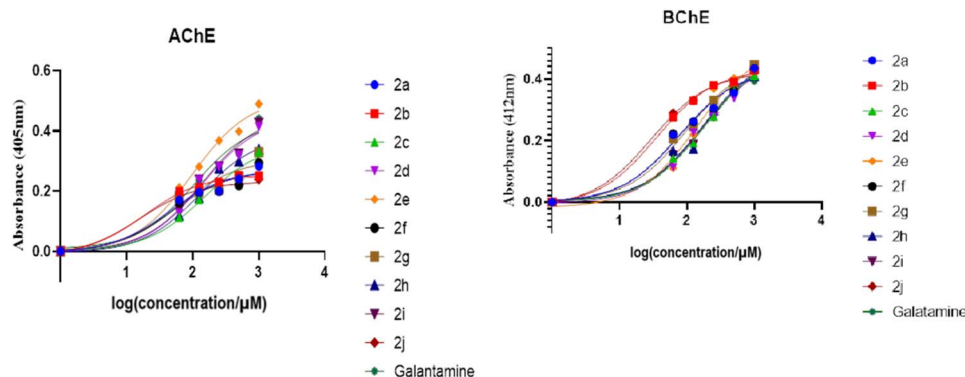 AChE
Absorbance (405nm)
0.6
0.4
0.2
0.0
1
2
3
4
log(concentration/µM)
2a
2b
2c
2d
2e
2f
2g
2h
2i
2j
Galantamine
BChE
Absorbance (412nm)
0.4
0.2
0.0
1
2
3
4
log(concentration/µM)
2a
2b
2c
2d
2e
2f
2g
2h
2i
2j
Galatamine